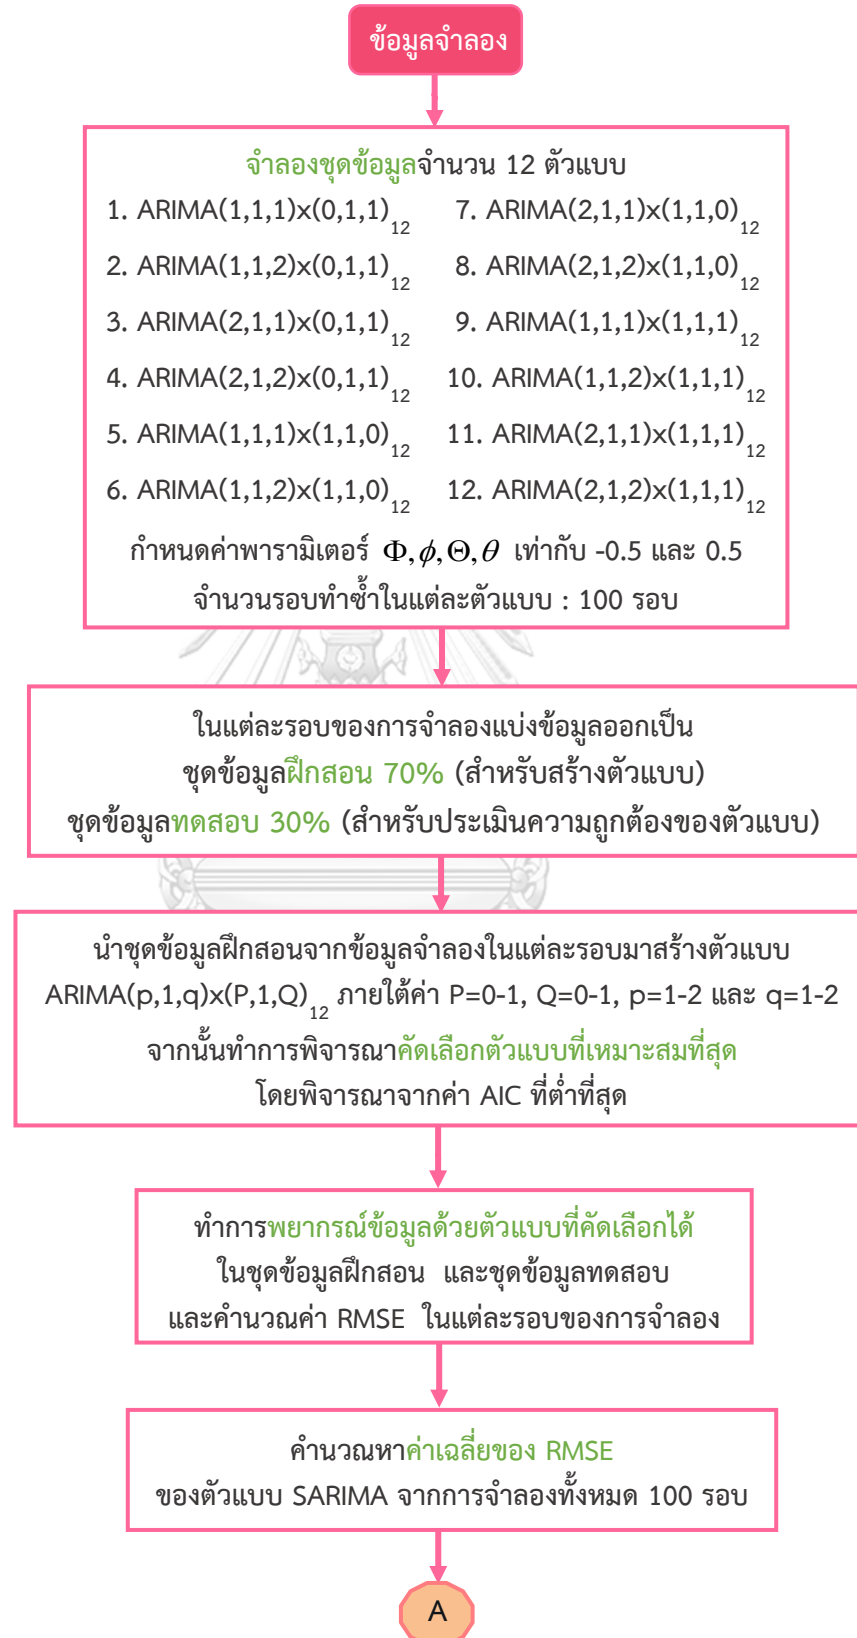 ข้อมูลจำลอง
จำลองชุดข้อมูลจำนวน 12 ตัวแบบ
1. ARIMA(1,1,1)x(0,1,1)12
7. ARIMA(2,1,1)x(1,1,0)12
2. ARIMA(1,1,2)x(0,1,1)12
8. ARIMA(2,1,2)x(1,1,0)12
3. ARIMA(2,1,1)x(0,1,1)12
9. ARIMA(1,1,1)x(1,1,1)12
4. ARIMA(2,1,2)x(0,1,1)12
10. ARIMA(1,1,2)x(1,1,1)12
5. ARIMA(1,1,1)x(1,1,0)12
11. ARIMA(2,1,1)x(1,1,1)12
6. ARIMA(1,1,2)x(1,1,0)12
12. ARIMA(2,1,2)x(1,1,1)12
กำหนดค่าพารามิเตอร์ Φ,ϕ,Θ,θ เท่ากับ -0.5 และ 0.5
จำนวนรอบทำซ้ำในแต่ละตัวแบบ : 100 รอบ
ในแต่ละรอบของการจำลองแบ่งข้อมูลออกเป็น
ชุดข้อมูลฝึกสอน 70% (สำหรับสร้างตัวแบบ)
ชุดข้อมูลทดสอบ 30% (สำหรับประเมินความถูกต้องของตัวแบบ)
นำชุดข้อมูลฝึกสอนจากข้อมูลจำลองในแต่ละรอบมาสร้างตัวแบบ
ARIMA(p,1,q)x(P,1,Q)12 ภายใต้ค่า P=0-1, Q=0-1, p=1-2 และ q=1-2
จากนั้นทำการพิจารณาคัดเลือกตัวแบบที่เหมาะสมที่สุด
โดยพิจารณาจากค่า AIC ที่ต่ำที่สุด
ทำการพยากรณ์ข้อมูลด้วยตัวแบบที่คัดเลือกได้
ในชุดข้อมูลฝึกสอน และชุดข้อมูลทดสอบ
และคำนวณค่า RMSE ในแต่ละรอบของการจำลอง
คำนวณหาค่าเฉลี่ยของ RMSE
ของตัวแบบ SARIMA จากการจำลองทั้งหมด 100 รอบ
A